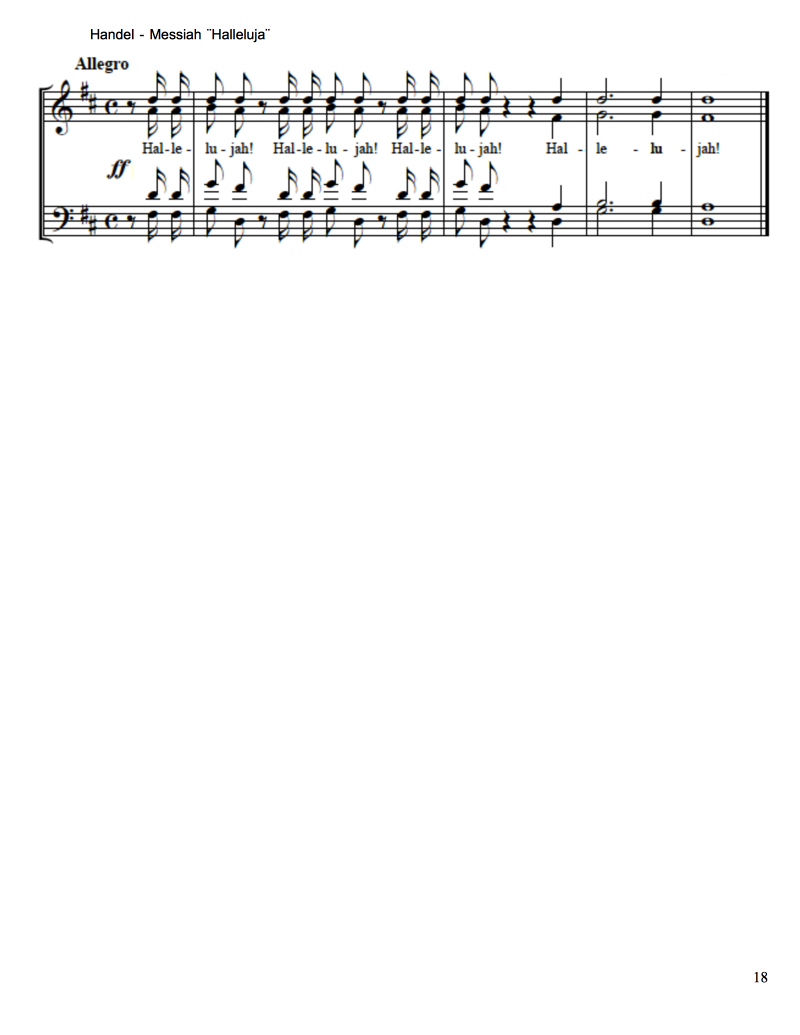 Handel - Messiah ¨Halleluja¨
Allegro
Hal-le- lu-jah! Hal-le-lu-jah! Hal-le- lu-jah! Hal - le - lu - jah!
ff
18